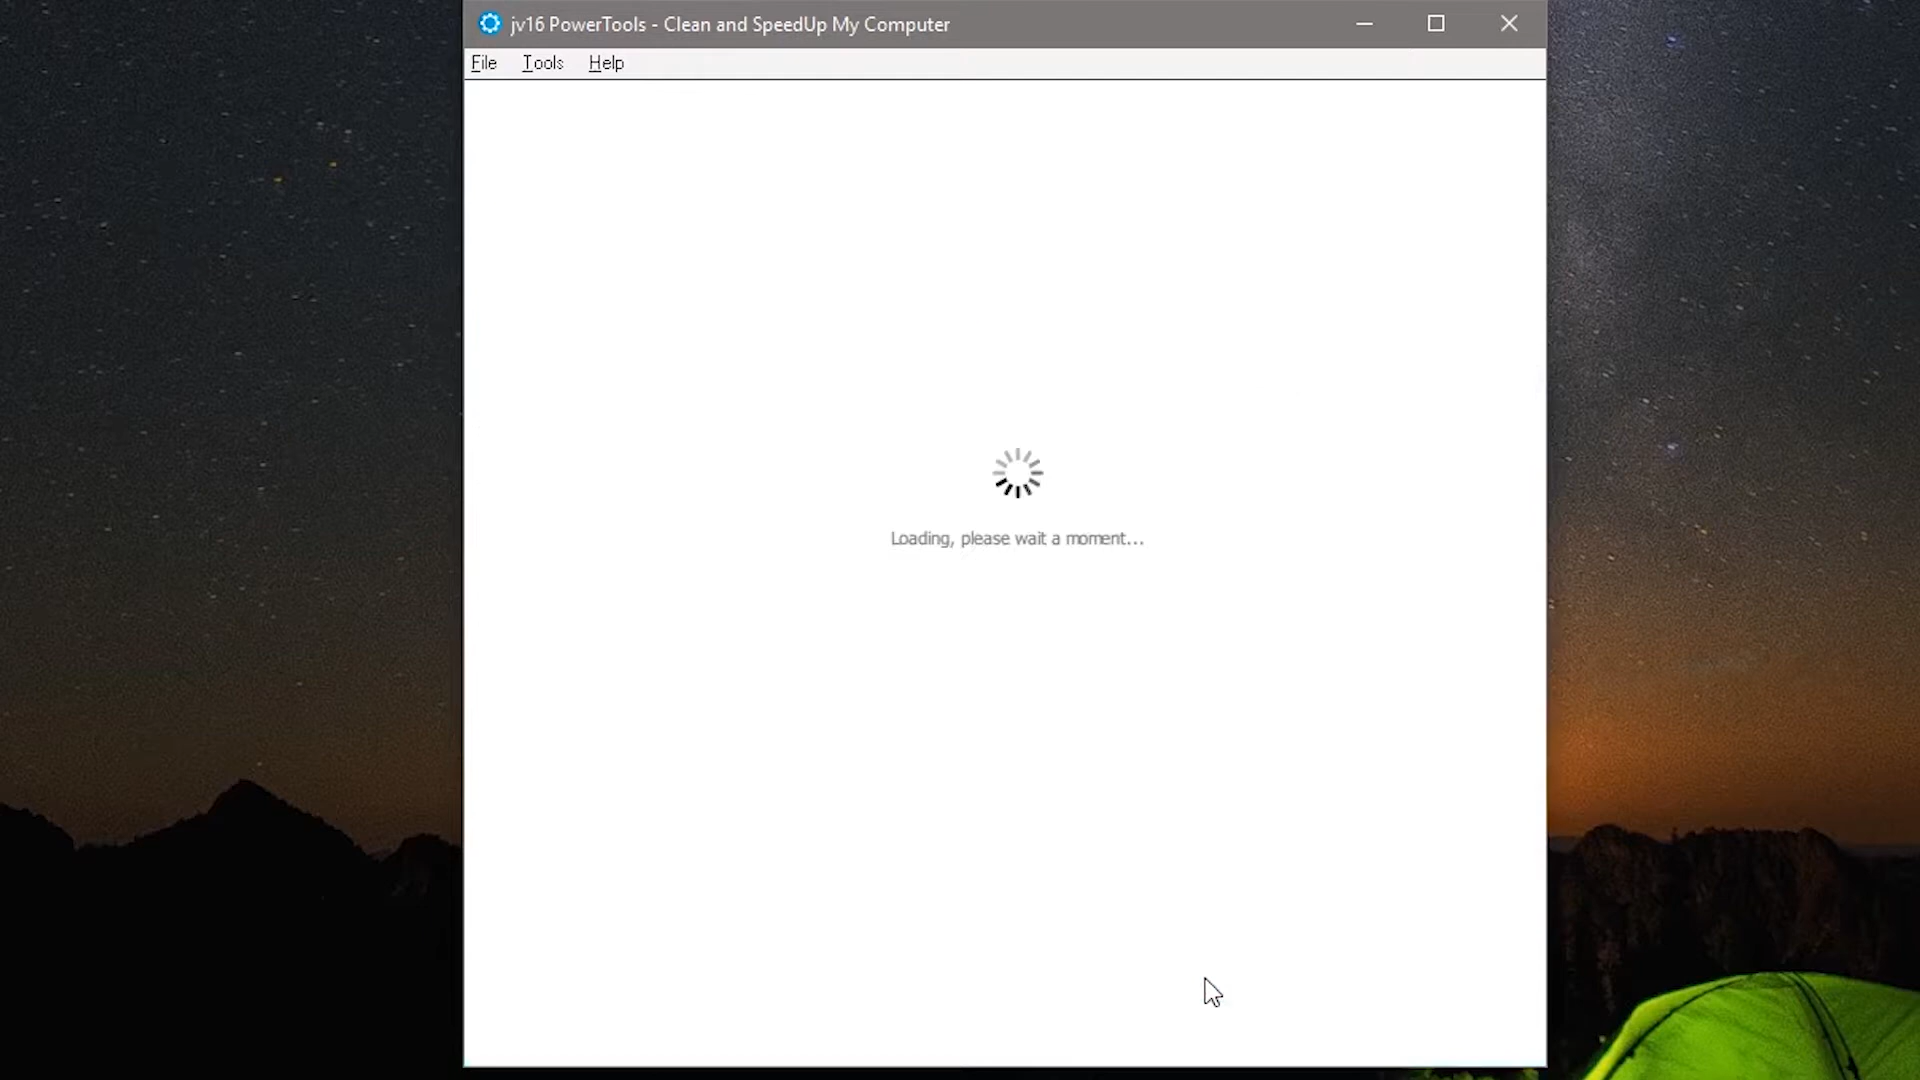 jv16 PowerTools - Clean and SpeedUp My Computer
File Tools Help
Loading, please wait a moment...